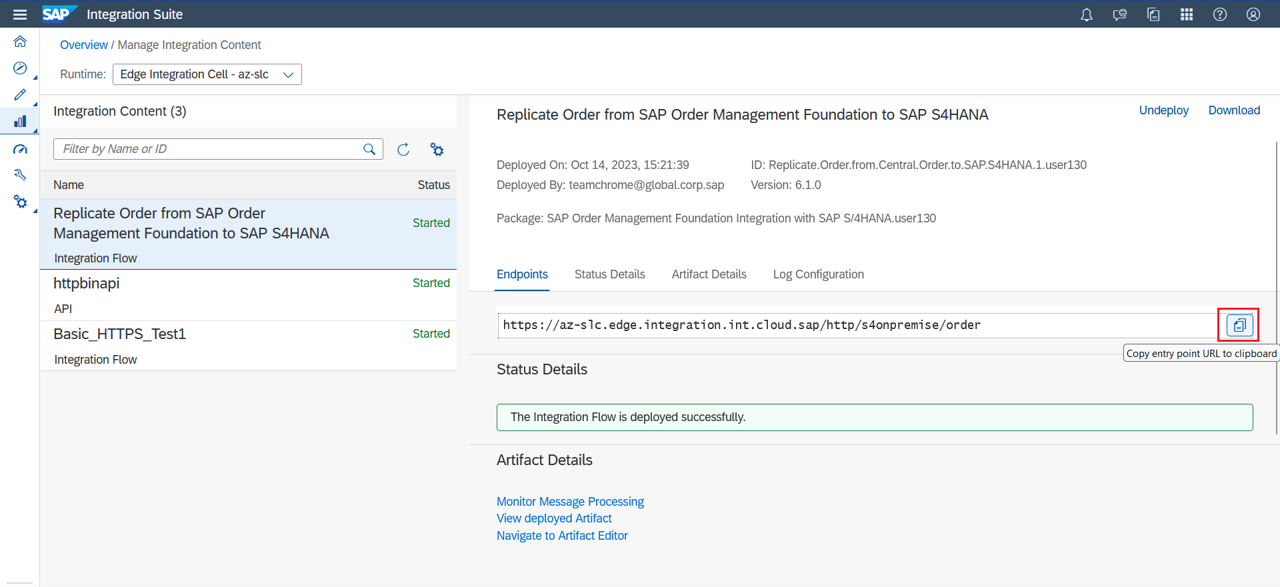 SAP Integration Suite
Overview / Manage Integration Content
Runtime: Edge Integration Cell - az-slc
Integration Content (3)
Filter by Name or ID
Name Status
Replicate Order from SAP Order
Management Foundation to SAP S4HANA
Started
Integration Flow
httpbinapi Started
API
Basic_HTTPS_Test1 Started
Integration Flow
Replicate Order from SAP Order Management Foundation to SAP S4HANA
Undeploy Download
Deployed On: Oct 14, 2023, 15:21:39 ID: Replicate.Order.from.Central.Order.to.SAP.S4HANA.1.user130
Deployed By: teamchrome@global.corp.sap Version: 6.1.0
Package: SAP Order Management Foundation Integration with SAP S/4HANA.user130
Endpoints Status Details Artifact Details Log Configuration
https://az-slc.edge.integration.int.cloud.sap/http/s4onpremise/order
Copy entry point URL to clipboard
Status Details
The Integration Flow is deployed successfully.
Artifact Details
Monitor Message Processing
View deployed Artifact
Navigate to Artifact Editor